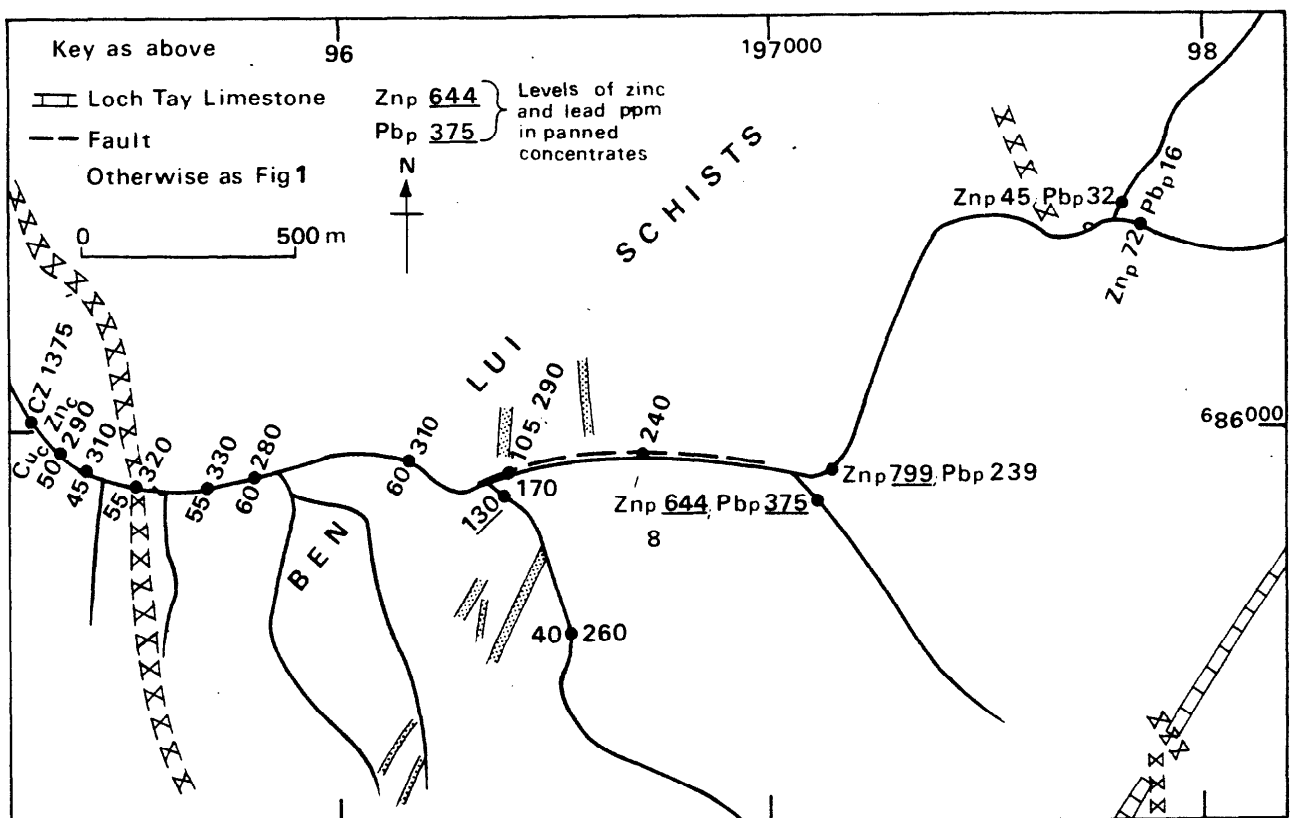 96
197000
98
Key as above
Loch Tay Limestone
Fault
Otherwise as Fig 1
Znp 644
Pbp 375
Levels of zinc
and lead ppm
in panned
concentrates
N
0 500 m
SCHISTS
LUI
BEN
Znp 45, Pbp 32
Pbp 16
Znp 72
686000
CZ 1375
Cuc Znc
50 290
45 310
55 320
55 330
60 280
60 310
105, 290
170
130
240
Znp 799, Pbp 239
Znp 644, Pbp 375
8
40 260